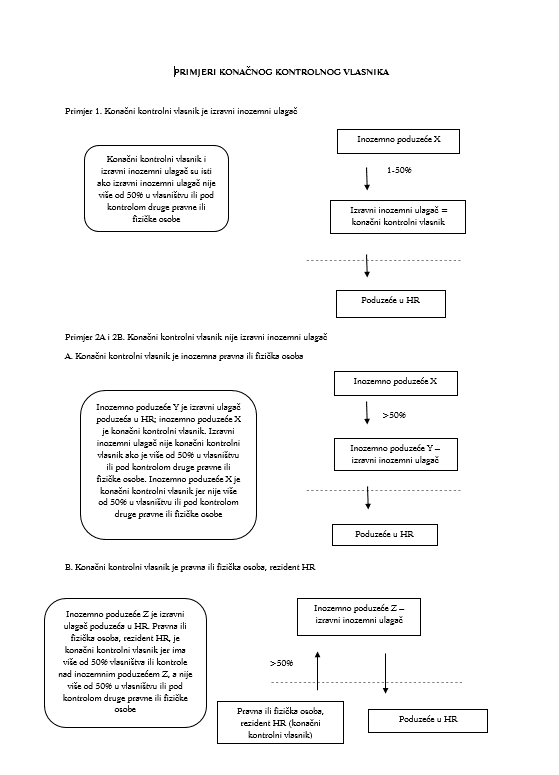 PRIMJERI KONAČNOG KONTROLNOG VLASNIKA
Primjer 1. Konačni kontrolni vlasnik je izravni inozemni ulagač
Konačni kontrolni vlasnik i
izravni inozemni ulagač su isti
ako izravni inozemni ulagač nije
više od 50% u vlasništvu ili pod
kontrolom druge pravne ili
fizičke osobe
Inozemno poduzeće X
1-50%
Izravni inozemni ulagač =
konačni kontrolni vlasnik
Poduzeće u HR
Primjer 2A i 2B. Konačni kontrolni vlasnik nije izravni inozemni ulagač
A. Konačni kontrolni vlasnik je inozemna pravna ili fizička osoba
Inozemno poduzeće Y je izravni ulagač
poduzeća u HR; inozemno poduzeće X
je konačni kontrolni vlasnik. Izravni
inozemni ulagač nije konačni kontrolni
vlasnik ako je više od 50% u vlasništvu
ili pod kontrolom druge pravne ili
fizičke osobe. Inozemno poduzeće X je
konačni kontrolni vlasnik jer nije više
od 50% u vlasništvu ili pod kontrolom
druge pravne ili fizičke osobe
Inozemno poduzeće X
>50%
Inozemno poduzeće Y –
izravni inozemni ulagač
Poduzeće u HR
B. Konačni kontrolni vlasnik je pravna ili fizička osoba, rezident HR
Inozemno poduzeće Z je izravni
ulagač poduzeća u HR. Pravna ili
fizička osoba, rezident HR, je
konačni kontrolni vlasnik jer ima
više od 50% vlasništva ili kontrole
nad inozemnim poduzećem Z, a nije
više od 50% u vlasništvu ili pod
kontrolom druge pravne ili fizičke
osobe
Inozemno poduzeće Z –
izravni inozemni ulagač
>50%
Pravna ili fizička osoba,
rezident HR (konačni
kontrolni vlasnik)
Poduzeće u HR